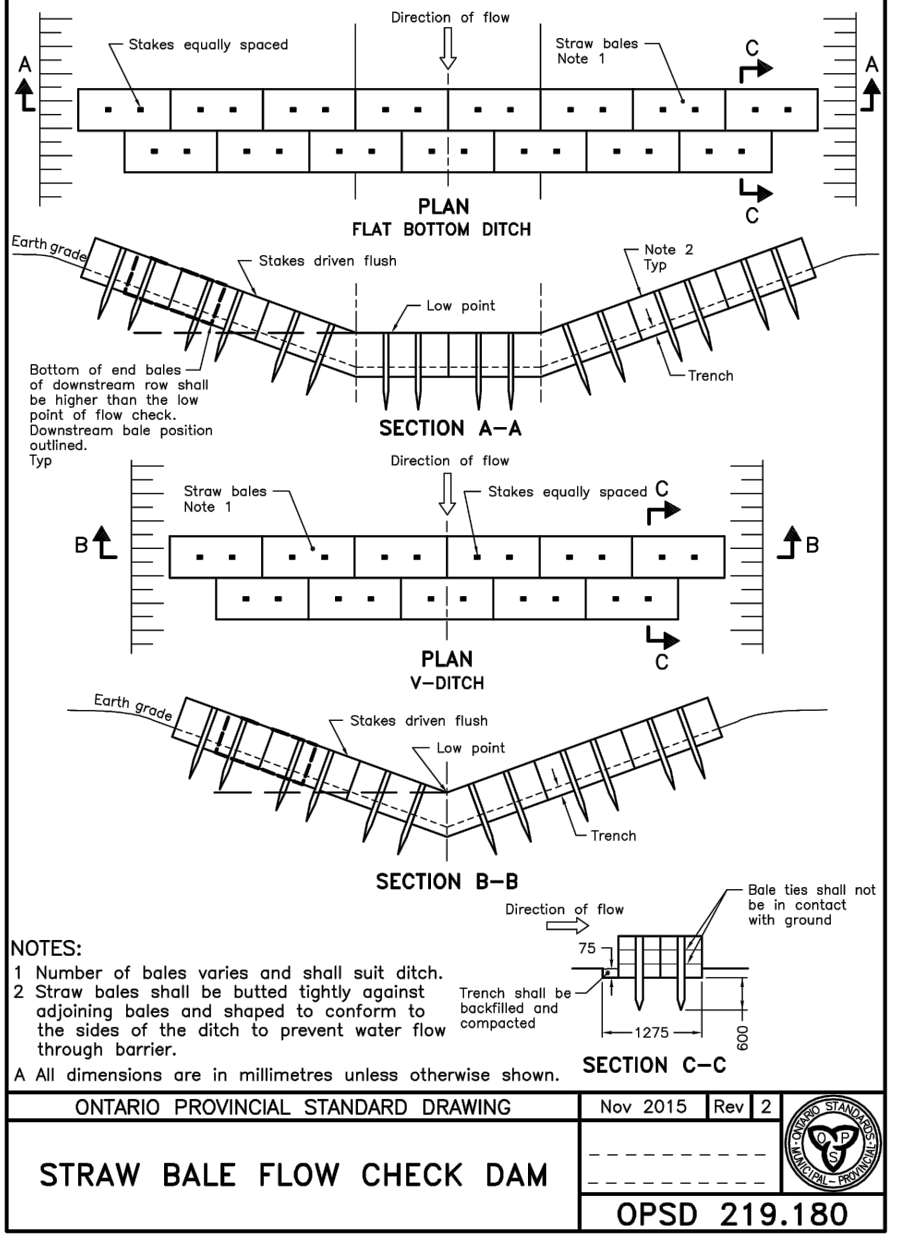 Direction of flow
Stakes equally spaced
Straw bales
Note 1
C
A
A
C
PLAN
FLAT BOTTOM DITCH
Earth grade
Stakes driven flush
Note 2
Typ
Low point
Trench
Bottom of end bales
of downstream row shall
be higher than the low
point of flow check.
Downstream bale position
outlined.
Typ
SECTION A-A
Direction of flow
Straw bales
Note 1
Stakes equally spaced
C
B
B
C
PLAN
V-DITCH
Earth grade
Stakes driven flush
Low point
Trench
SECTION B-B
Bale ties shall not
be in contact
with ground
Direction of flow
75
Trench shall be
backfilled and
compacted
1275
600
SECTION C-C
NOTES:
1 Number of bales varies and shall suit ditch.
2 Straw bales shall be butted tightly against
adjoining bales and shaped to conform to
the sides of the ditch to prevent water flow
through barrier.
A All dimensions are in millimetres unless otherwise shown.
ONTARIO PROVINCIAL STANDARD DRAWING
Nov 2015
Rev
2
STRAW BALE FLOW CHECK DAM
ONTARIO STANDARDS
MUNICIPAL-PROVINCIAL
O P
S
OPSD 219.180